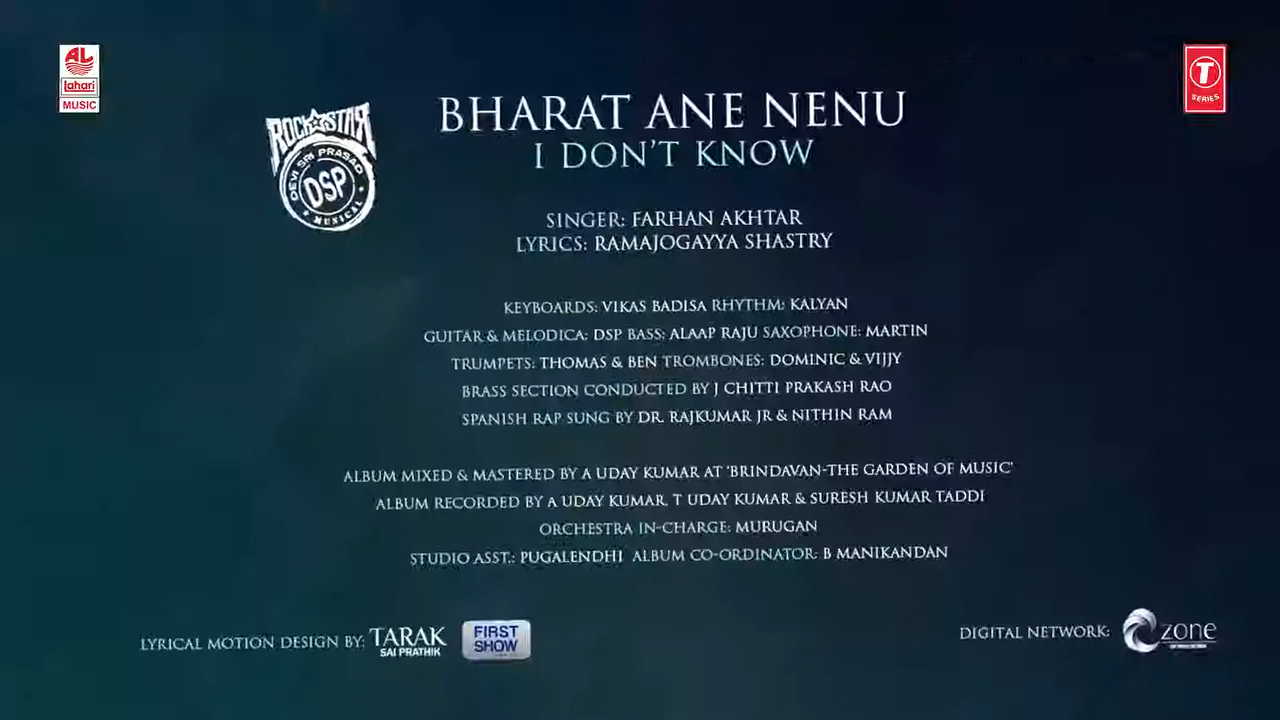 AL
lahari
MUSIC
T
SERIES
ROCKSTAR
DEVI SRI PRASAD
DSP
MUSICAL
BHARAT ANE NENU
I DON'T KNOW
SINGER: FARHAN AKHTAR
LYRICS: RAMAJOGAYYA SHASTRY
KEYBOARDS: VIKAS BADISA RHYTHM: KALYAN
GUITAR & MELODICA: DSP BASS: ALAAP RAJU SAXOPHONE: MARTIN
TRUMPETS: THOMAS & BEN TROMBONES: DOMINIC & VIJJY
BRASS SECTION CONDUCTED BY J CHITTI PRAKASH RAO
SPANISH RAP SUNG BY DR. RAJKUMAR JR & NITHIN RAM
ALBUM MIXED & MASTERED BY A UDAY KUMAR AT 'BRINDAVAN-THE GARDEN OF MUSIC'
ALBUM RECORDED BY A UDAY KUMAR, T UDAY KUMAR & SURESH KUMAR TADDI
ORCHESTRA IN-CHARGE: MURUGAN
STUDIO ASST.: PUGALENDHI ALBUM CO-ORDINATOR: B MANIKANDAN
LYRICAL MOTION DESIGN BY: TARAK
SAI PRATHIK
FIRST
SHOW
DIGITAL NETWORK: zone